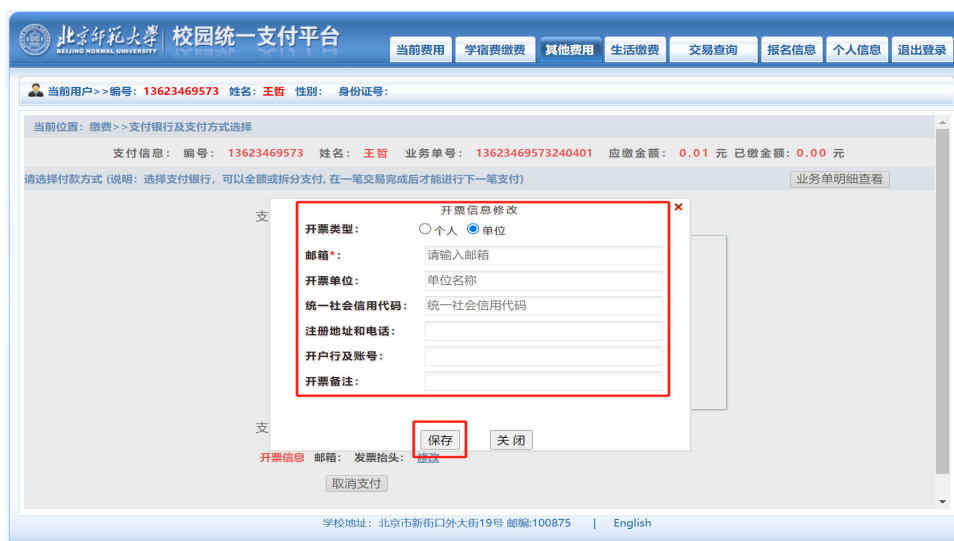 北京师范大学 校园统一支付平台
BEIJING NORMAL UNIVERSITY
当前费用 学宿费缴费 其他费用 生活缴费 交易查询 报名信息 个人信息 退出登录
当前用户>>编号: 13623469573 姓名: 王哲 性别: 身份证号:
当前位置: 缴费>>支付银行及支付方式选择
支付信息: 编号: 13623469573 姓名: 王哲 业务单号: 13623469573240401 应缴金额: 0.01 元 已缴金额: 0.00 元
请选择付款方式 (说明: 选择支付银行, 可以全额或拆分支付, 在一笔交易完成后才能进行下一笔支付) 业务单明细查看
支
开票信息修改
开票类型: 个人 单位
邮箱*: 请输入邮箱
开票单位: 单位名称
统一社会信用代码: 统一社会信用代码
注册地址和电话:
开户行及账号:
开票备注:
支
保存 关闭
开票信息 邮箱: 发票抬头: 修改
取消支付
学校地址: 北京市新街口外大街19号 邮编:100875 | English